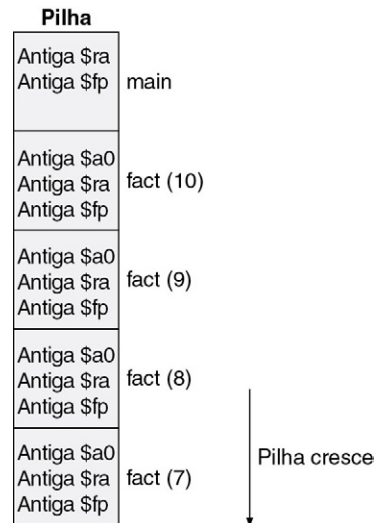 Pilha
Antiga $ra
Antiga $fp
main
Antiga $a0
Antiga $ra
Antiga $fp
fact (10)
Antiga $a0
Antiga $ra
Antiga $fp
fact (9)
Antiga $a0
Antiga $ra
Antiga $fp
fact (8)
Antiga $a0
Antiga $ra
Antiga $fp
fact (7)
Pilha cresce